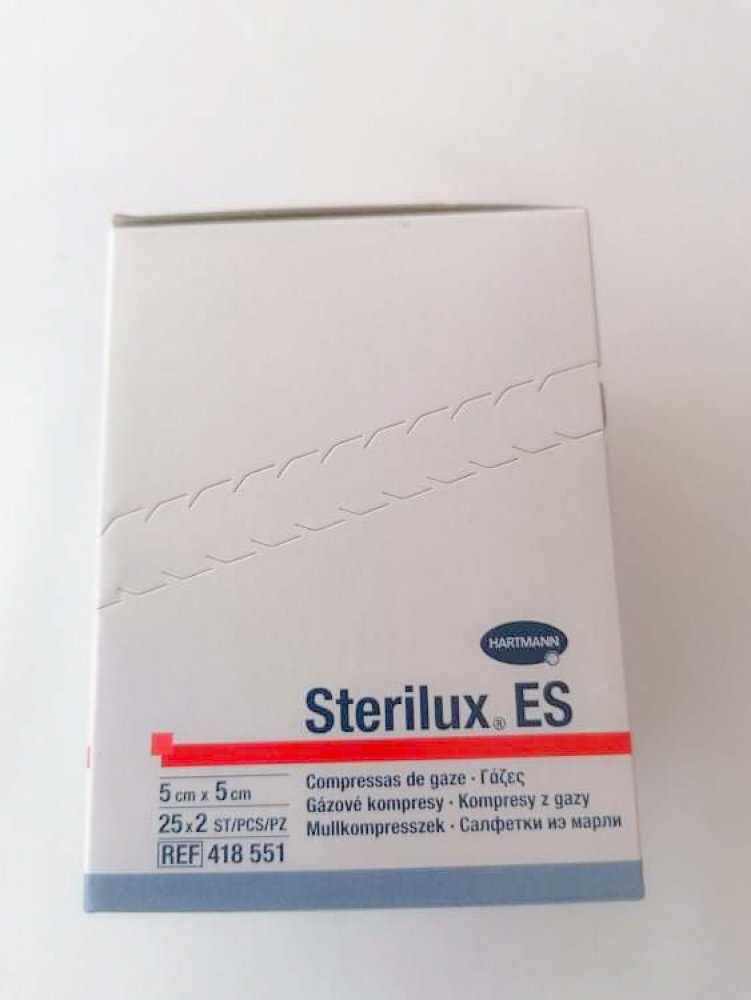 HARTMANN
Sterilux® ES
5 cm x 5 cm
25 x 2 ST/PCS/PZ
REF 418 551
Compressas de gaze · Γάζες
Gázové kompresy · Kompresy z gazy
Mullkompresszek · Салфетки из марли